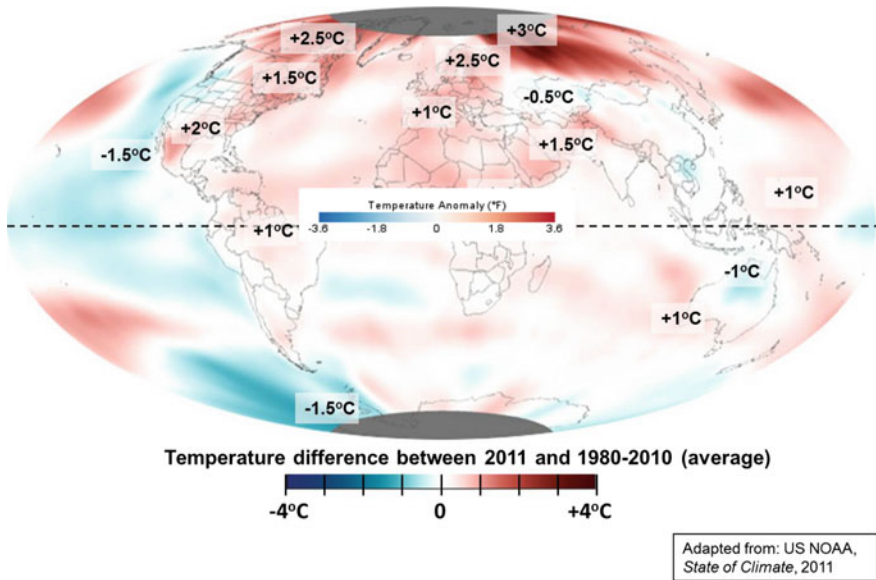 +2.5°C
+3°C
+2.5°C
+1.5°C
-0.5°C
+1°C
+2°C
+1.5°C
-1.5°C
+1°C
Temperature Anomaly (°F)
-3.6 -1.8 0 1.8 3.6
+1°C
-1°C
+1°C
-1.5°C
Temperature difference between 2011 and 1980-2010 (average)
-4°C 0 +4°C
Adapted from: US NOAA,
State of Climate, 2011